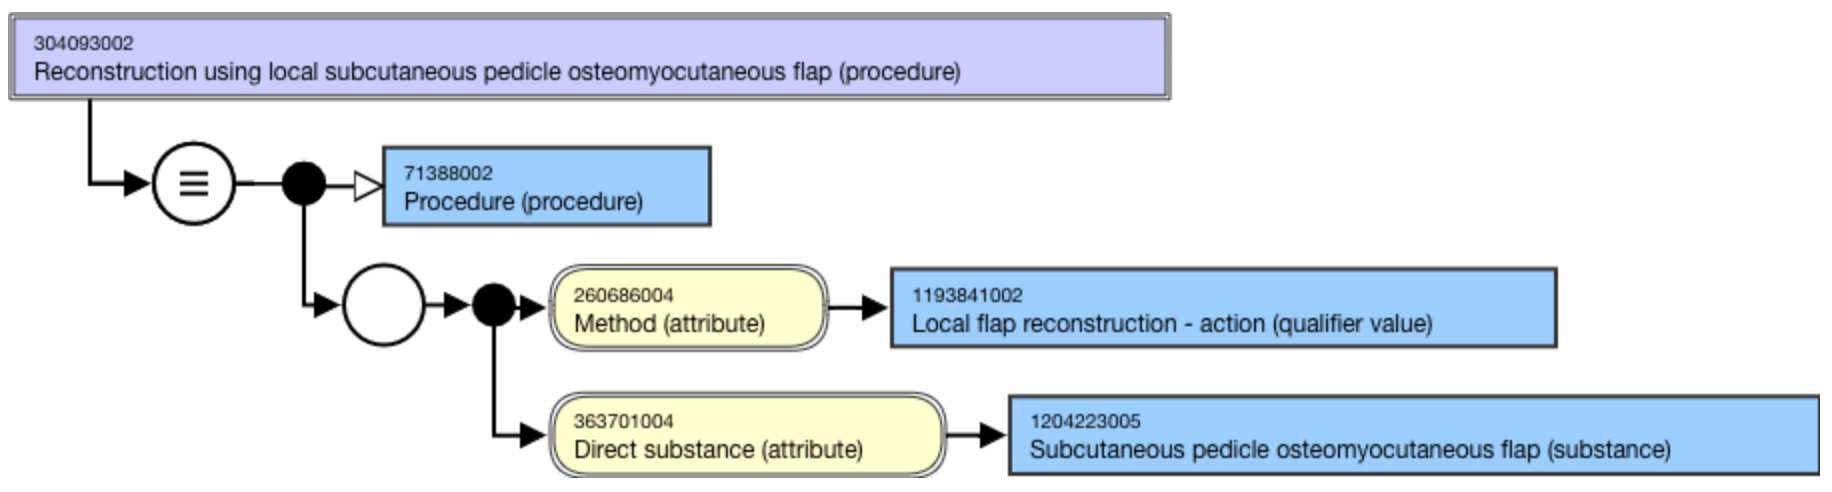 304093002
Reconstruction using local subcutaneous pedicle osteomyocutaneous flap (procedure)
71388002
Procedure (procedure)
260686004
Method (attribute)
1193841002
Local flap reconstruction - action (qualifier value)
363701004
Direct substance (attribute)
1204223005
Subcutaneous pedicle osteomyocutaneous flap (substance)